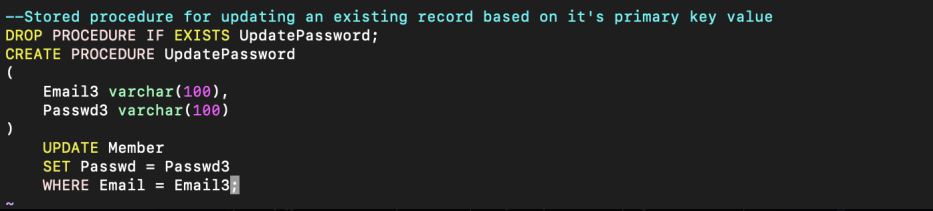 --Stored procedure for updating an existing record based on it's primary key value
DROP PROCEDURE IF EXISTS UpdatePassword;
CREATE PROCEDURE UpdatePassword
(
    Email3 varchar(100),
    Passwd3 varchar(100)
)
    UPDATE Member
    SET Passwd = Passwd3
    WHERE Email = Email3;
~